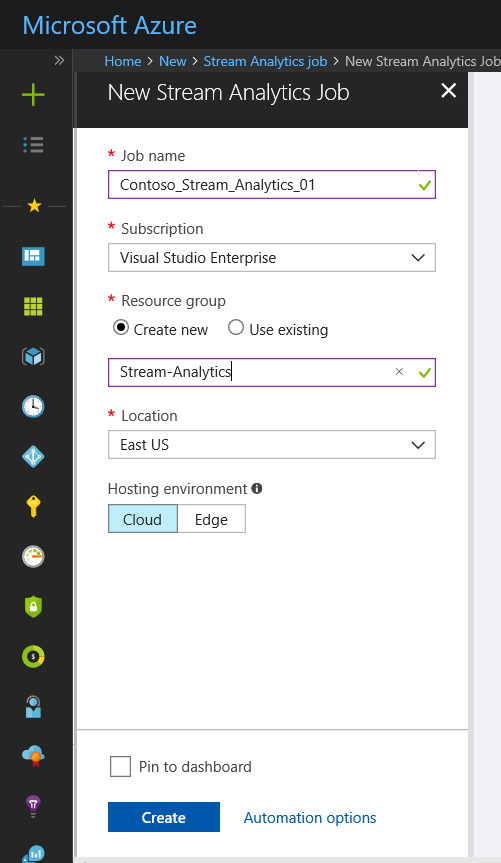 Microsoft Azure
Home > New > Stream Analytics job > New Stream Analytics Job
New Stream Analytics Job
* Job name
Contoso_Stream_Analytics_01
* Subscription
Visual Studio Enterprise
* Resource group
Create new Use existing
Stream-Analytics
* Location
East US
Hosting environment
Cloud Edge
Pin to dashboard
Create Automation options